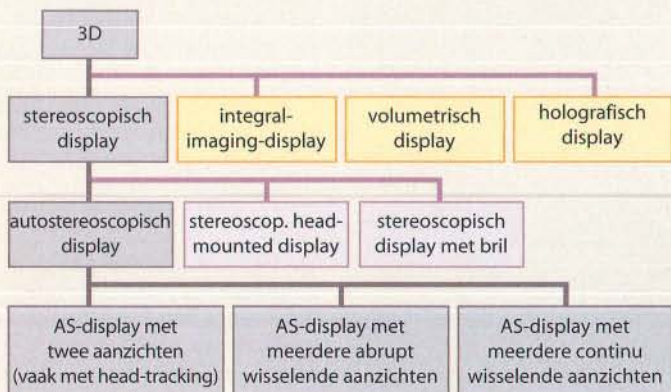 3D
stereoscopisch
display
integral-
imaging-display
volumetrisch
display
holografisch
display
autostereoscopisch
display
stereoscop. head-
mounted display
stereoscopisch
display met bril
AS-display met
twee aanzichten
(vaak met head-tracking)
AS-display met
meerdere abrupt
wisselende aanzichten
AS-display met
meerdere continu
wisselende aanzichten